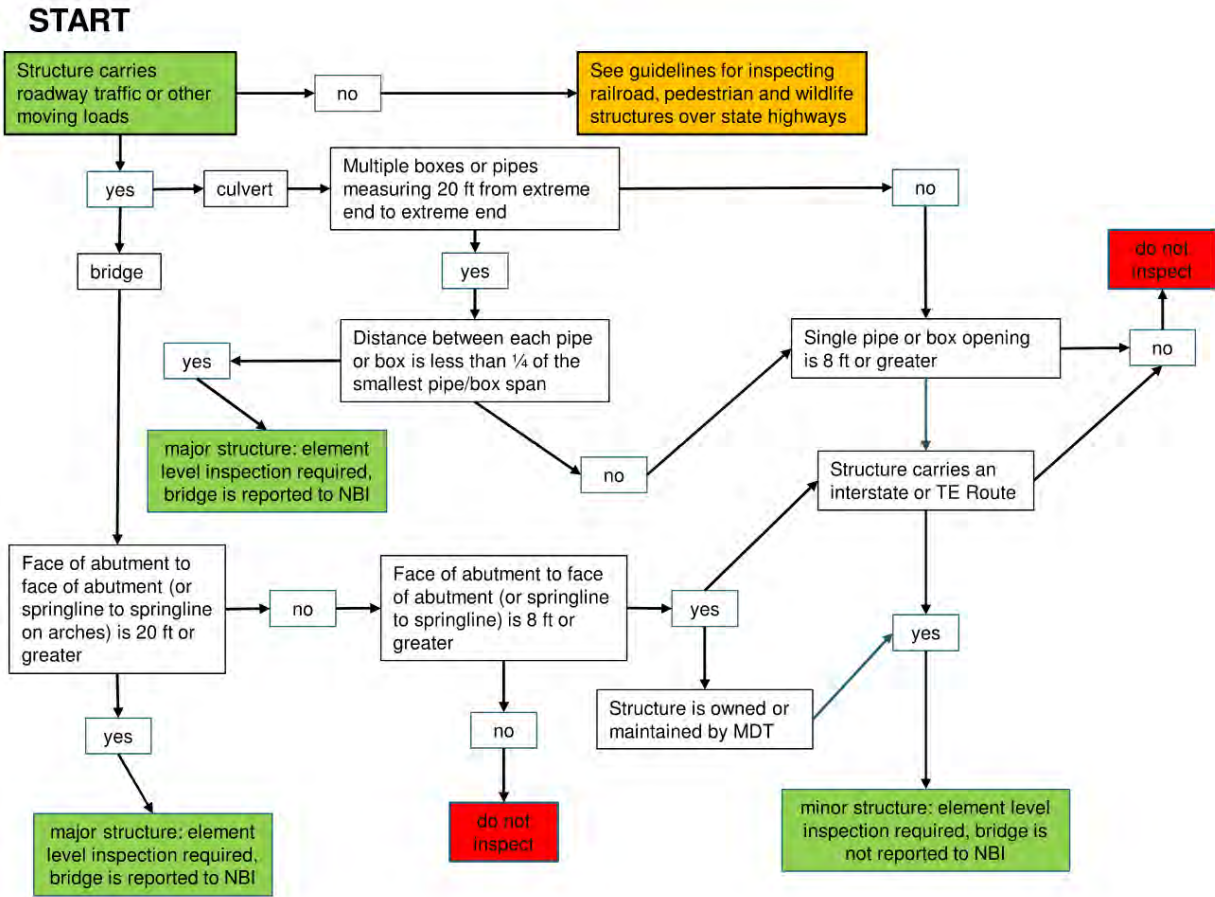 START
Structure carries
roadway traffic or other
moving loads
no
See guidelines for inspecting
railroad, pedestrian and wildlife
structures over state highways
yes
culvert
Multiple boxes or pipes
measuring 20 ft from extreme
end to extreme end
no
bridge
yes
do not
inspect
yes
Distance between each pipe
or box is less than ¼ of the
smallest pipe/box span
Single pipe or box opening
is 8 ft or greater
no
major structure: element
level inspection required,
bridge is reported to NBI
no
Structure carries an
interstate or TE Route
Face of abutment to
face of abutment (or
springline to springline
on arches) is 20 ft or
greater
no
Face of abutment to face
of abutment (or springline
to springline) is 8 ft or
greater
yes
yes
yes
no
Structure is owned or
maintained by MDT
major structure: element
level inspection required,
bridge is reported to NBI
do not
inspect
minor structure: element level
inspection required, bridge is
not reported to NBI